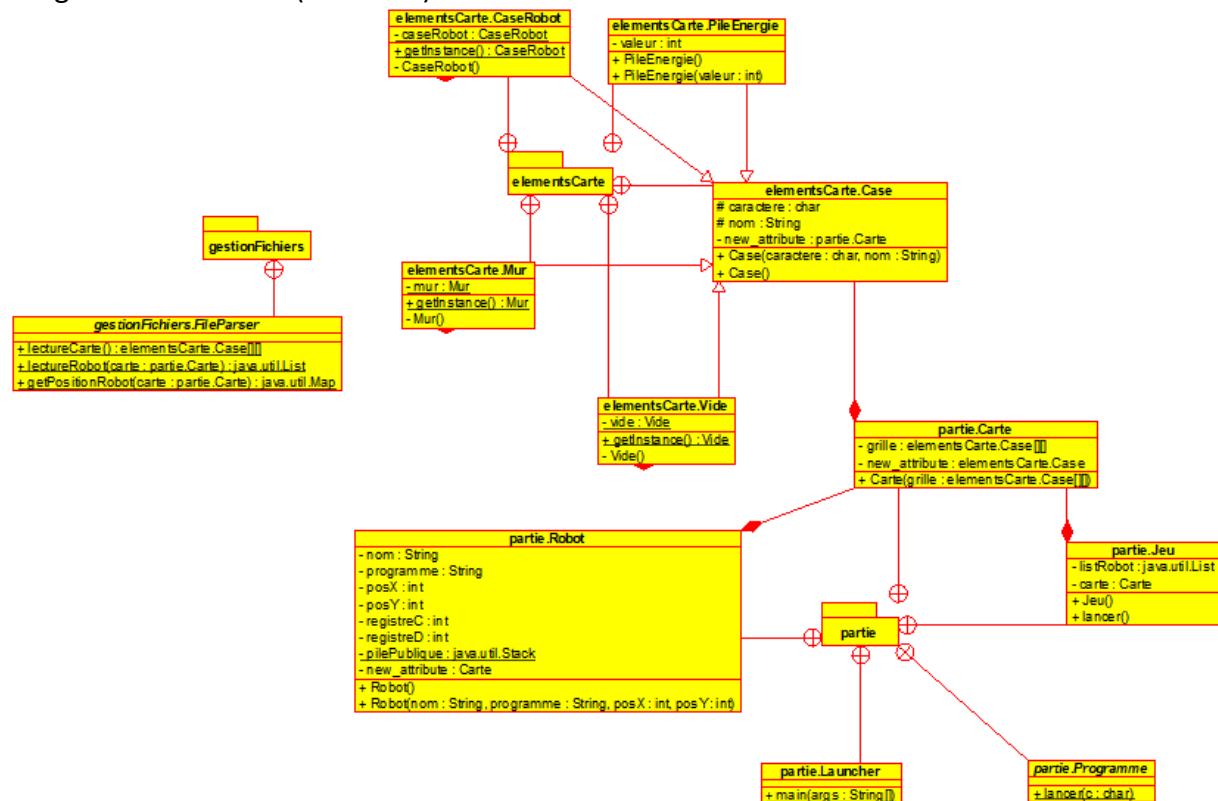 elementsCarte.CaseRobot
- caseRobot : CaseRobot
+ getInstance() : CaseRobot
- CaseRobot()
elementsCarte.PileEnergie
- valeur : int
+ PileEnergie()
+ PileEnergie(valeur : int)
elementsCarte
elementsCarte.Case
# caractere : char
# nom : String
- new_attribute : partie.Carte
+ Case(caractere : char, nom : String)
+ Case()
gestionFichiers
elementsCarte.Mur
- mur : Mur
+ getInstance() : Mur
- Mur()
gestionFichiers.FileParser
+ lectureCarte() : elementsCarte.Case[][]
+ lectureRobot(carte : partie.Carte) : java.util.List
+ getPositionRobot(carte : partie.Carte) : java.util.Map
elementsCarte.Vide
- vide : Vide
+ getInstance() : Vide
- Vide()
partie.Carte
- grille : elementsCarte.Case[][]
- new_attribute : elementsCarte.Case
+ Carte(grille : elementsCarte.Case[][])
partie.Robot
- nom : String
- programme : String
- posX : int
- posY : int
- registreC : int
- registreD : int
- pilePublique : java.util.Stack
- new_attribute : Carte
+ Robot()
+ Robot(nom : String, programme : String, posX : int, posY : int)
partie.Jeu
- listRobot : java.util.List
- carte : Carte
+ Jeu()
+ lancer()
partie
partie.Launcher
+ main(args : String[])
partie.Programme
+ lancer(c : char)